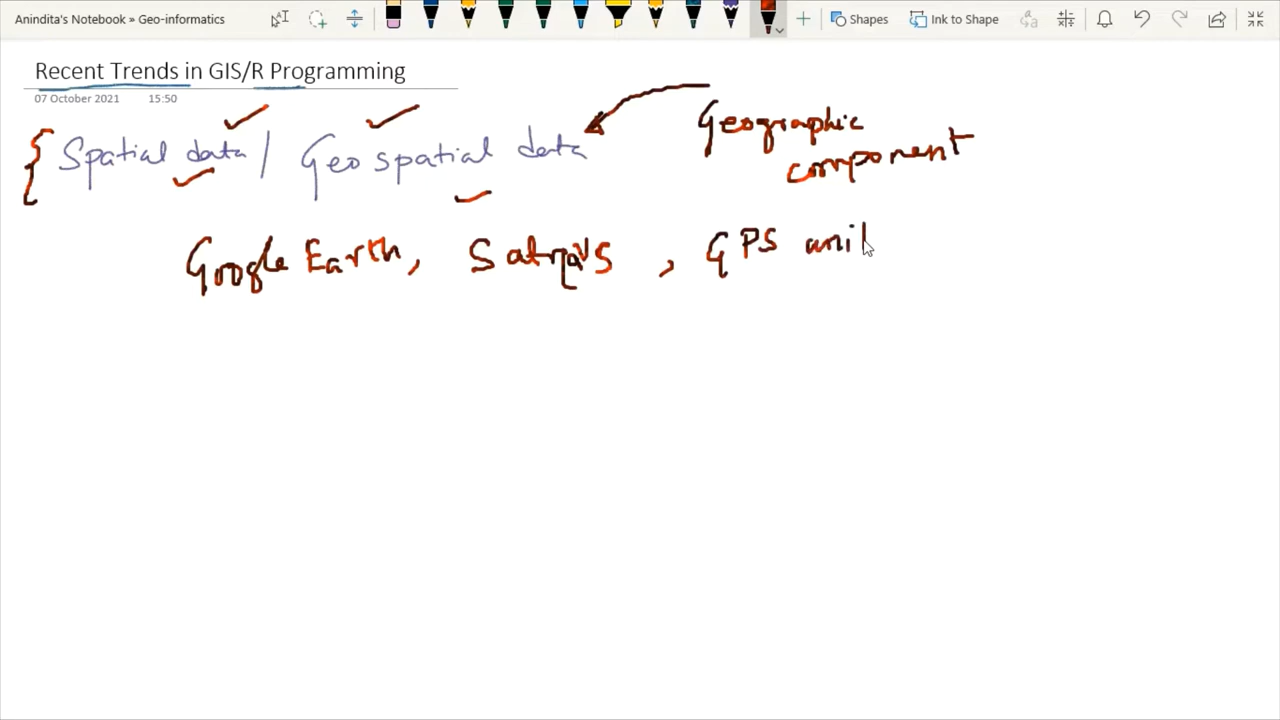 Anindita's Notebook » Geo-informatics
Shapes
Ink to Shape
Recent Trends in GIS/R Programming
07 October 2021 15:50
Spatial data / Geo spatial data
Geographic
component
Google Earth, , GPS